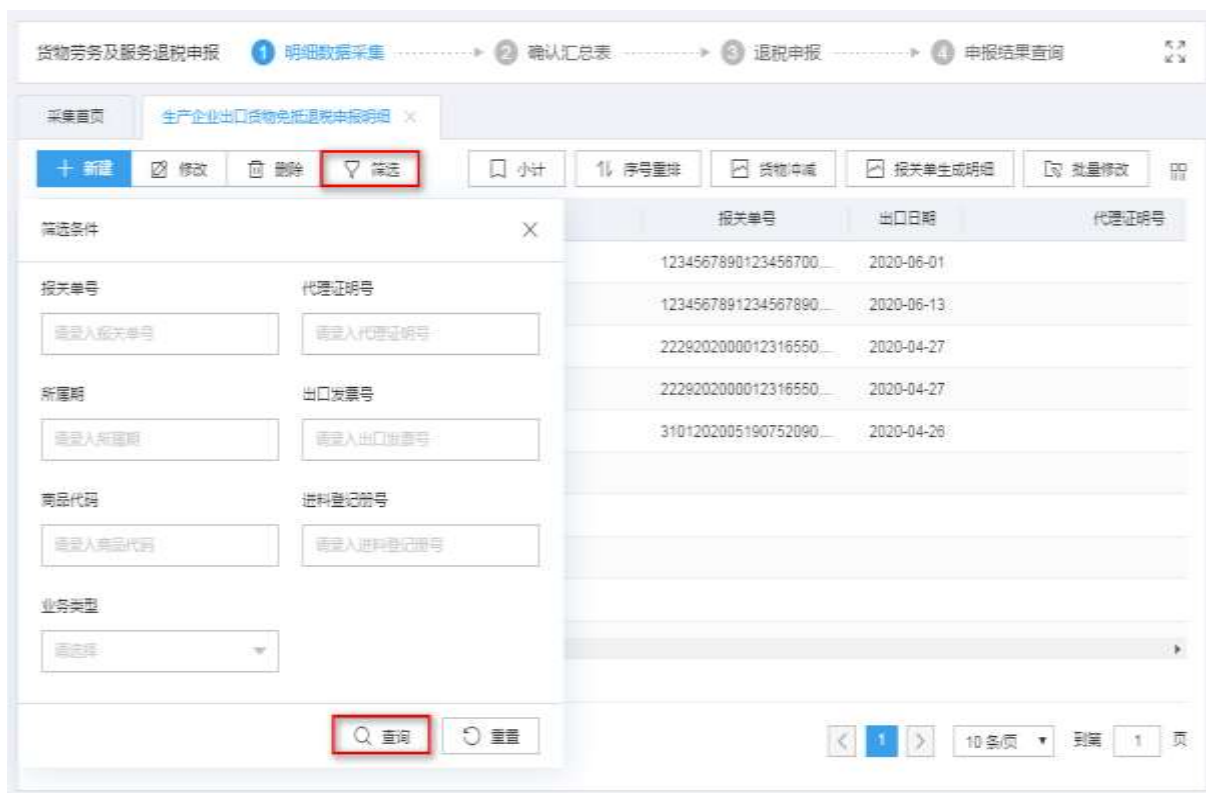 货物劳务及服务退税申报 1 明细数据采集 2 确认汇总表 3 退税申报 4 申报结果查询
采集首页 生产企业出口货物免抵退税申报明细
新建 修改 删除 筛选 小计 序号重排 货物冲减 报关单生成明细 批量修改
筛选条件
报关单号 出口日期 代理证明号
1234567890123456700... 2020-06-01
1234567891234567890... 2020-06-13
2229202000012316550... 2020-04-27
2229202000012316550... 2020-04-27
3101202005190752090... 2020-04-26
报关单号 代理证明号
请录入报关单号 请录入代理证明号
所属期 出口发票号
请录入所属期 请录入出口发票号
商品代码 进料登记册号
请录入商品代码 请录入进料登记册号
业务类型
请选择
查询 重置
1 10 条/页 到第 1 页